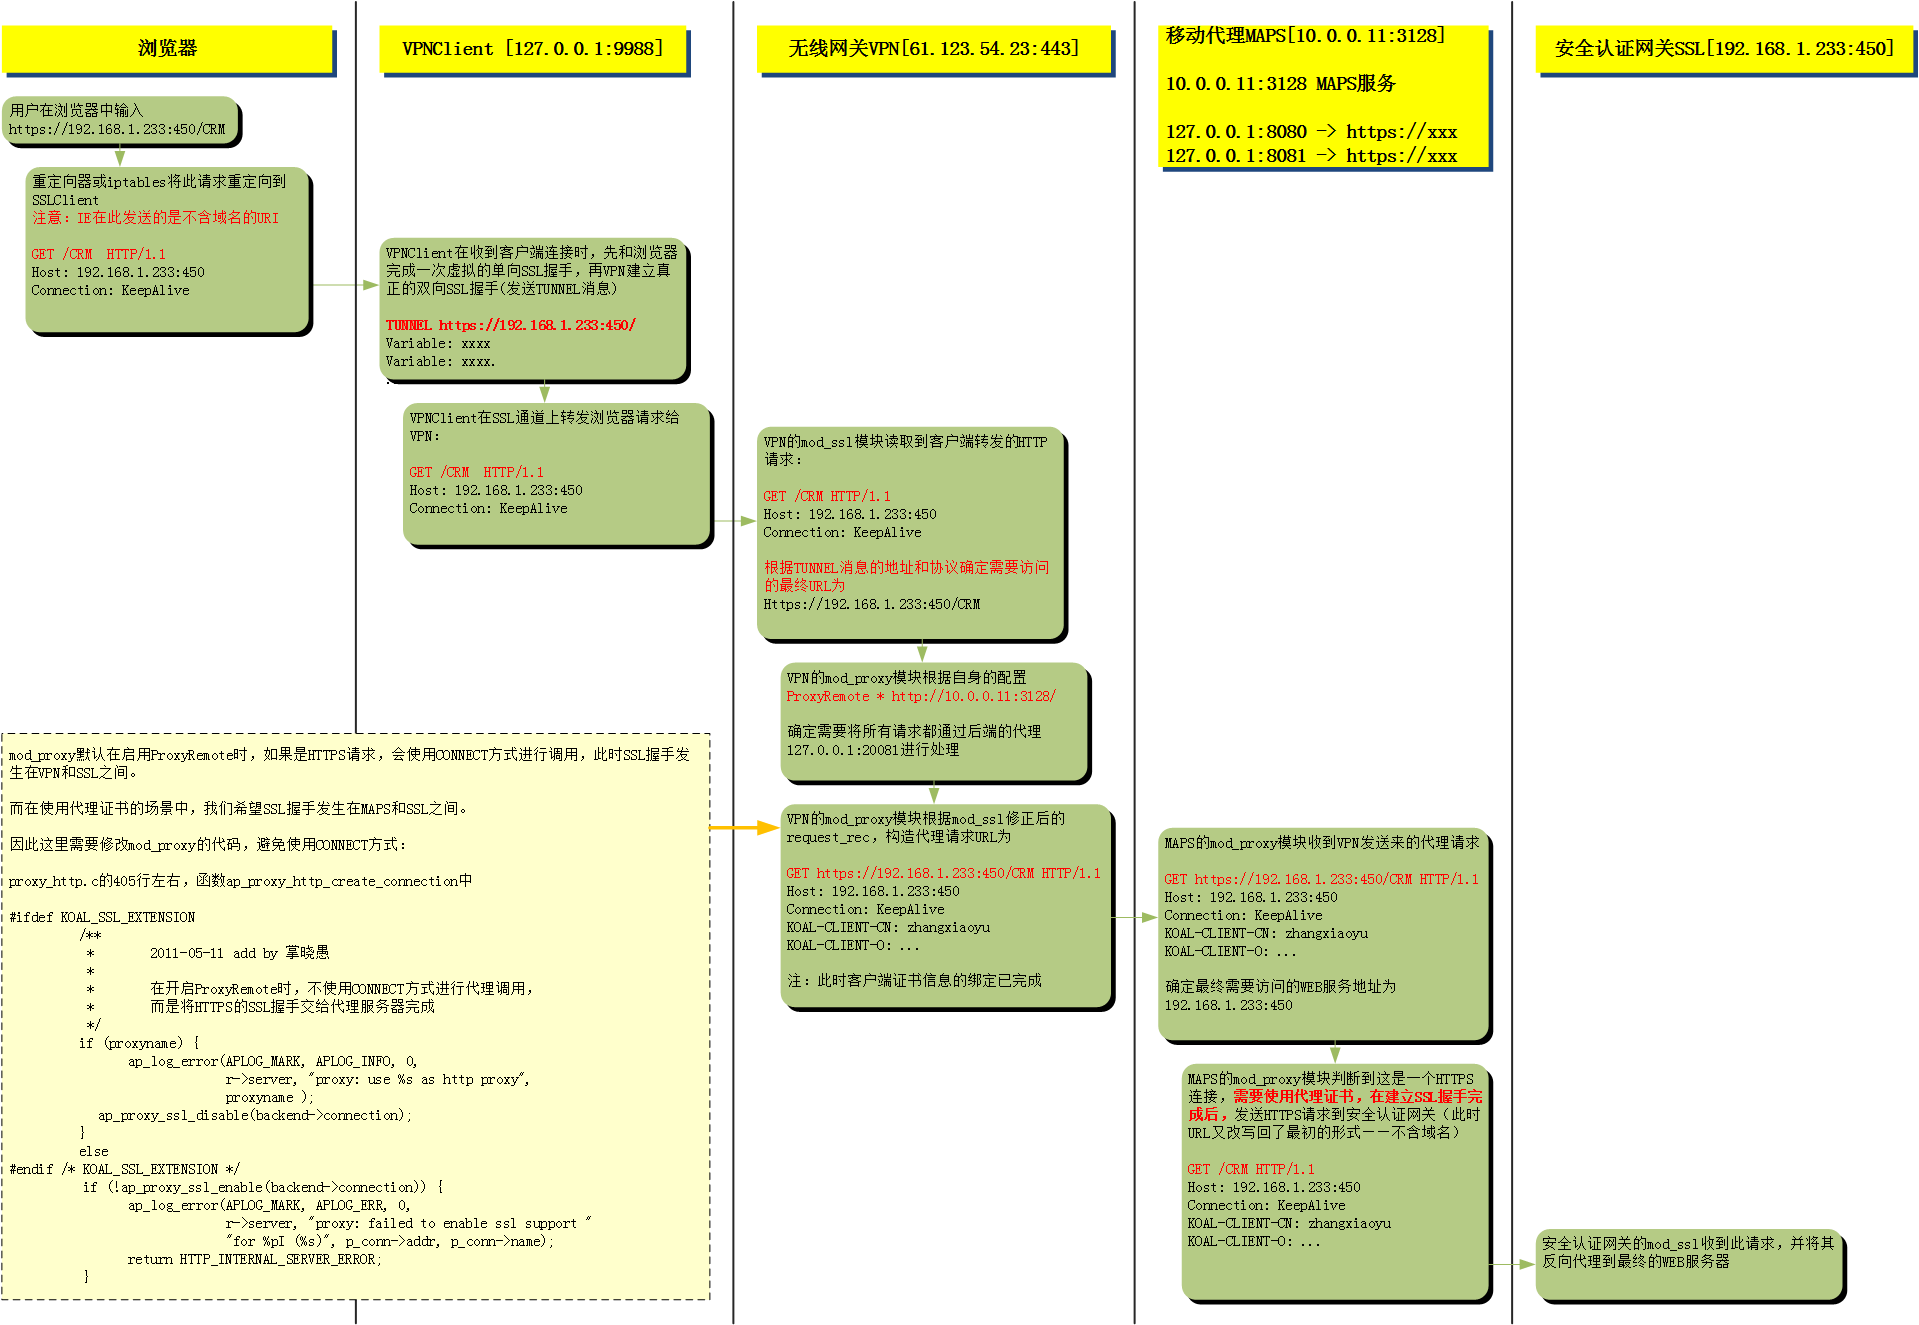 浏览器
VPNClient [127.0.0.1:9988]
无线网关VPN[61.123.54.23:443]
移动代理MAPS[10.0.0.11:3128]
10.0.0.11:3128 MAPS服务
127.0.0.1:8080 -> https://xxx
127.0.0.1:8081 -> https://xxx
安全认证网关SSL[192.168.1.233:450]
用户在浏览器中输入
https://192.168.1.233:450/CRM
重定向器或iptables将此请求重定向到
SSLClient
注意：IE在此发送的是不含域名的URI
GET /CRM  HTTP/1.1
Host: 192.168.1.233:450
Connection: KeepAlive
VPNClient在收到客户端连接时，先和浏览器
完成一次虚拟的单向SSL握手，再VPN建立真
正的双向SSL握手(发送TUNNEL消息)
TUNNEL https://192.168.1.233:450/
Variable: xxxx
Variable: xxxx.
.
VPNClient在SSL通道上转发浏览器请求给
VPN：
GET /CRM  HTTP/1.1
Host: 192.168.1.233:450
Connection: KeepAlive
VPN的mod_ssl模块读取到客户端转发的HTTP
请求：
GET /CRM HTTP/1.1
Host: 192.168.1.233:450
Connection: KeepAlive
根据TUNNEL消息的地址和协议确定需要访问
的最终URL为
Https://192.168.1.233:450/CRM
VPN的mod_proxy模块根据自身的配置
ProxyRemote * http://10.0.0.11:3128/
确定需要将所有请求都通过后端的代理
127.0.0.1:20081进行处理
mod_proxy默认在启用ProxyRemote时，如果是HTTPS请求，会使用CONNECT方式进行调用，此时SSL握手发
生在VPN和SSL之间。
而在使用代理证书的场景中，我们希望SSL握手发生在MAPS和SSL之间。
因此这里需要修改mod_proxy的代码，避免使用CONNECT方式：
proxy_http.c的405行左右，函数ap_proxy_http_create_connection中
#ifdef KOAL_SSL_EXTENSION
/**
*       2011-05-11 add by 掌晓愚
*
*       在开启ProxyRemote时，不使用CONNECT方式进行代理调用，
*       而是将HTTPS的SSL握手交给代理服务器完成
*/
if (proxyname) {
ap_log_error(APLOG_MARK, APLOG_INFO, 0,
r->server, "proxy: use %s as http proxy",
proxyname );
ap_proxy_ssl_disable(backend->connection);
}
else
#endif /* KOAL_SSL_EXTENSION */
if (!ap_proxy_ssl_enable(backend->connection)) {
ap_log_error(APLOG_MARK, APLOG_ERR, 0,
r->server, "proxy: failed to enable ssl support "
"for %pI (%s)", p_conn->addr, p_conn->name);
return HTTP_INTERNAL_SERVER_ERROR;
}
VPN的mod_proxy模块根据mod_ssl修正后的
request_rec，构造代理请求URL为
GET https://192.168.1.233:450/CRM HTTP/1.1
Host: 192.168.1.233:450
Connection: KeepAlive
KOAL-CLIENT-CN: zhangxiaoyu
KOAL-CLIENT-O: ...
注：此时客户端证书信息的绑定已完成
MAPS的mod_proxy模块收到VPN发送来的代理请求
GET https://192.168.1.233:450/CRM HTTP/1.1
Host: 192.168.1.233:450
Connection: KeepAlive
KOAL-CLIENT-CN: zhangxiaoyu
KOAL-CLIENT-O: ...
确定最终需要访问的WEB服务地址为
192.168.1.233:450
MAPS的mod_proxy模块判断到这是一个HTTPS
连接，需要使用代理证书，在建立SSL握手完
成后，发送HTTPS请求到安全认证网关（此时
URL又改写回了最初的形式——不含域名）
GET /CRM HTTP/1.1
Host: 192.168.1.233:450
Connection: KeepAlive
KOAL-CLIENT-CN: zhangxiaoyu
KOAL-CLIENT-O: ...
安全认证网关的mod_ssl收到此请求，并将其
反向代理到最终的WEB服务器